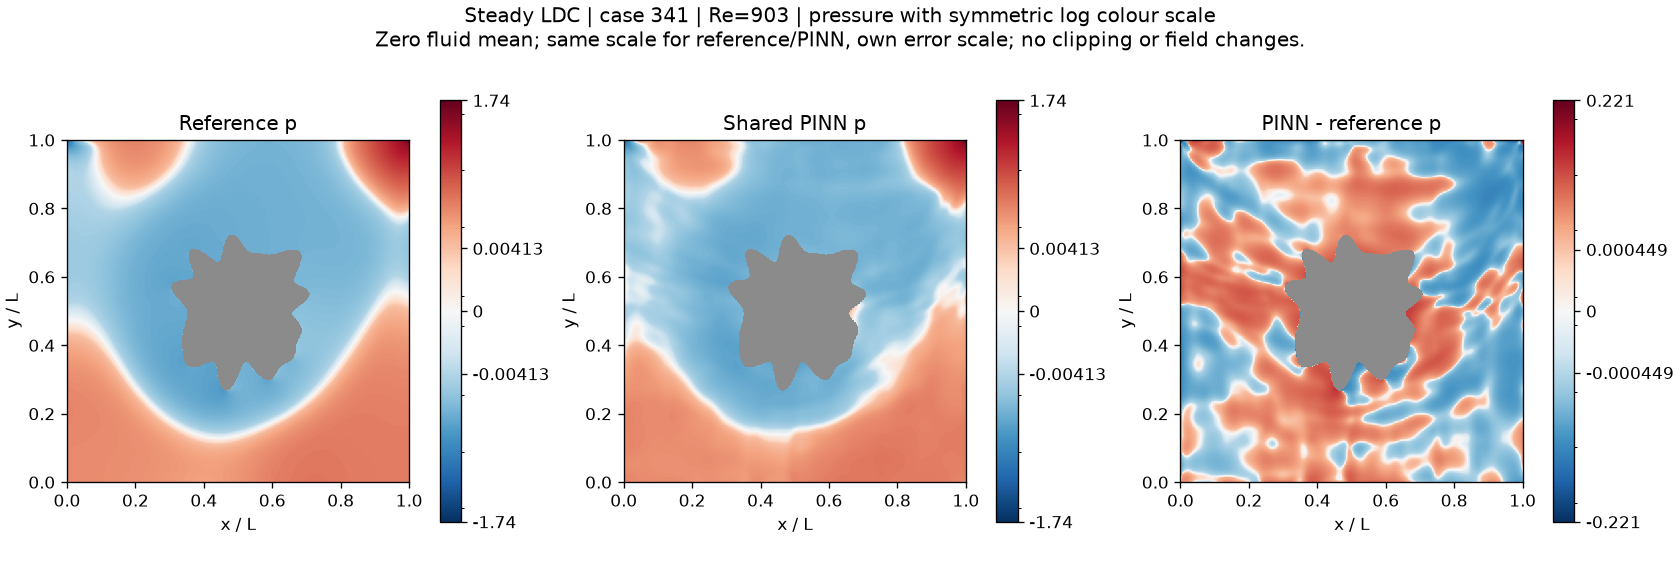 Steady LDC | case 341 | Re=903 | pressure with symmetric log colour scale
Zero fluid mean; same scale for reference/PINN, own error scale; no clipping or field changes.
Reference p
1.0
0.8
0.6
0.4
0.2
0.0
y / L
0.0 0.2 0.4 0.6 0.8 1.0
x / L
1.74
0.00413
0
-0.00413
-1.74
Shared PINN p
1.0
0.8
0.6
0.4
0.2
0.0
y / L
0.0 0.2 0.4 0.6 0.8 1.0
x / L
1.74
0.00413
0
-0.00413
-1.74
PINN - reference p
1.0
0.8
0.6
0.4
0.2
0.0
y / L
0.0 0.2 0.4 0.6 0.8 1.0
x / L
0.221
0.000449
0
-0.000449
-0.221